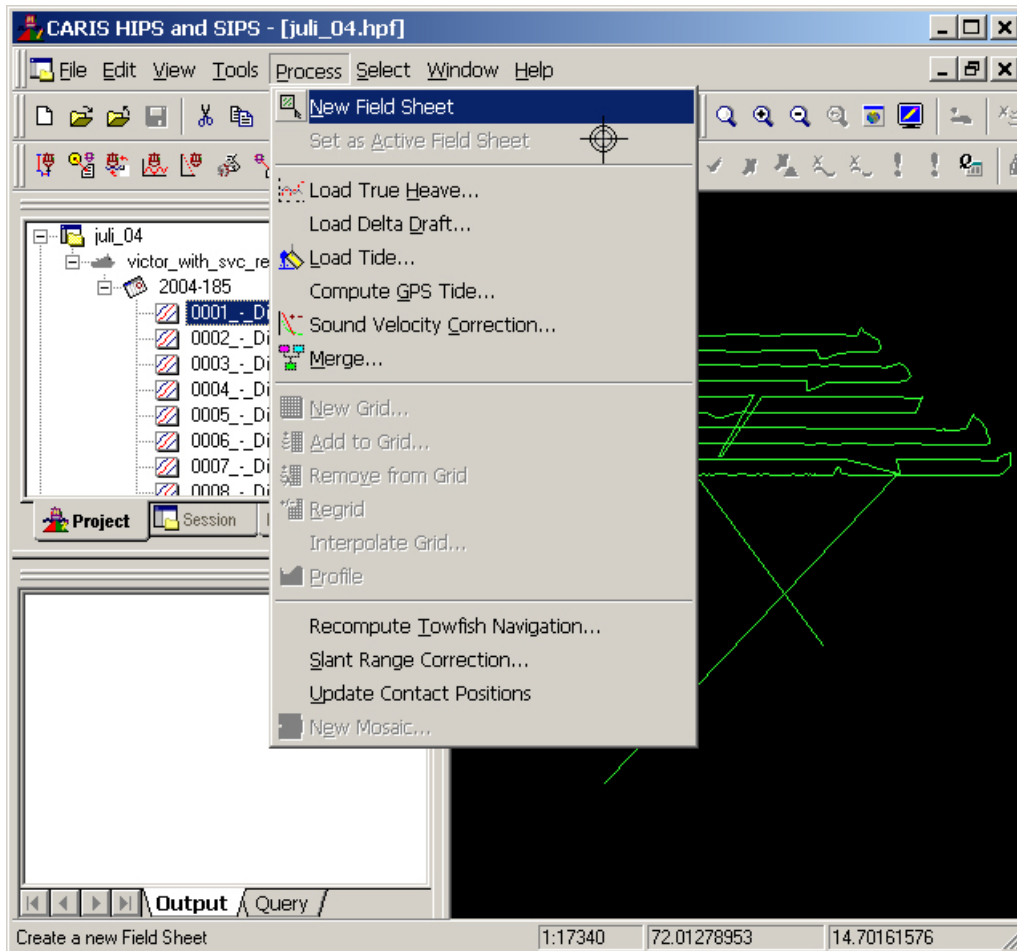 CARIS HIPS and SIPS - [juli_04.hpf]
File Edit View Tools Process Select Window Help
New Field Sheet
Set as Active Field Sheet
Load True Heave...
Load Delta Draft...
Load Tide...
Compute GPS Tide...
Sound Velocity Correction...
Merge...
New Grid...
Add to Grid...
Remove from Grid
Regrid
Interpolate Grid...
Profile
Recompute Towfish Navigation...
Slant Range Correction...
Update Contact Positions
New Mosaic...
juli_04
victor_with_svc_re
2004-185
0001_-_Di
0002_-_Di
0003_-_Di
0004_-_Di
0005_-_Di
0006_-_Di
0007_-_Di
0008_-_Di
Project Session
Output Query
Create a new Field Sheet 1:17340 72.01278953 14.70161576